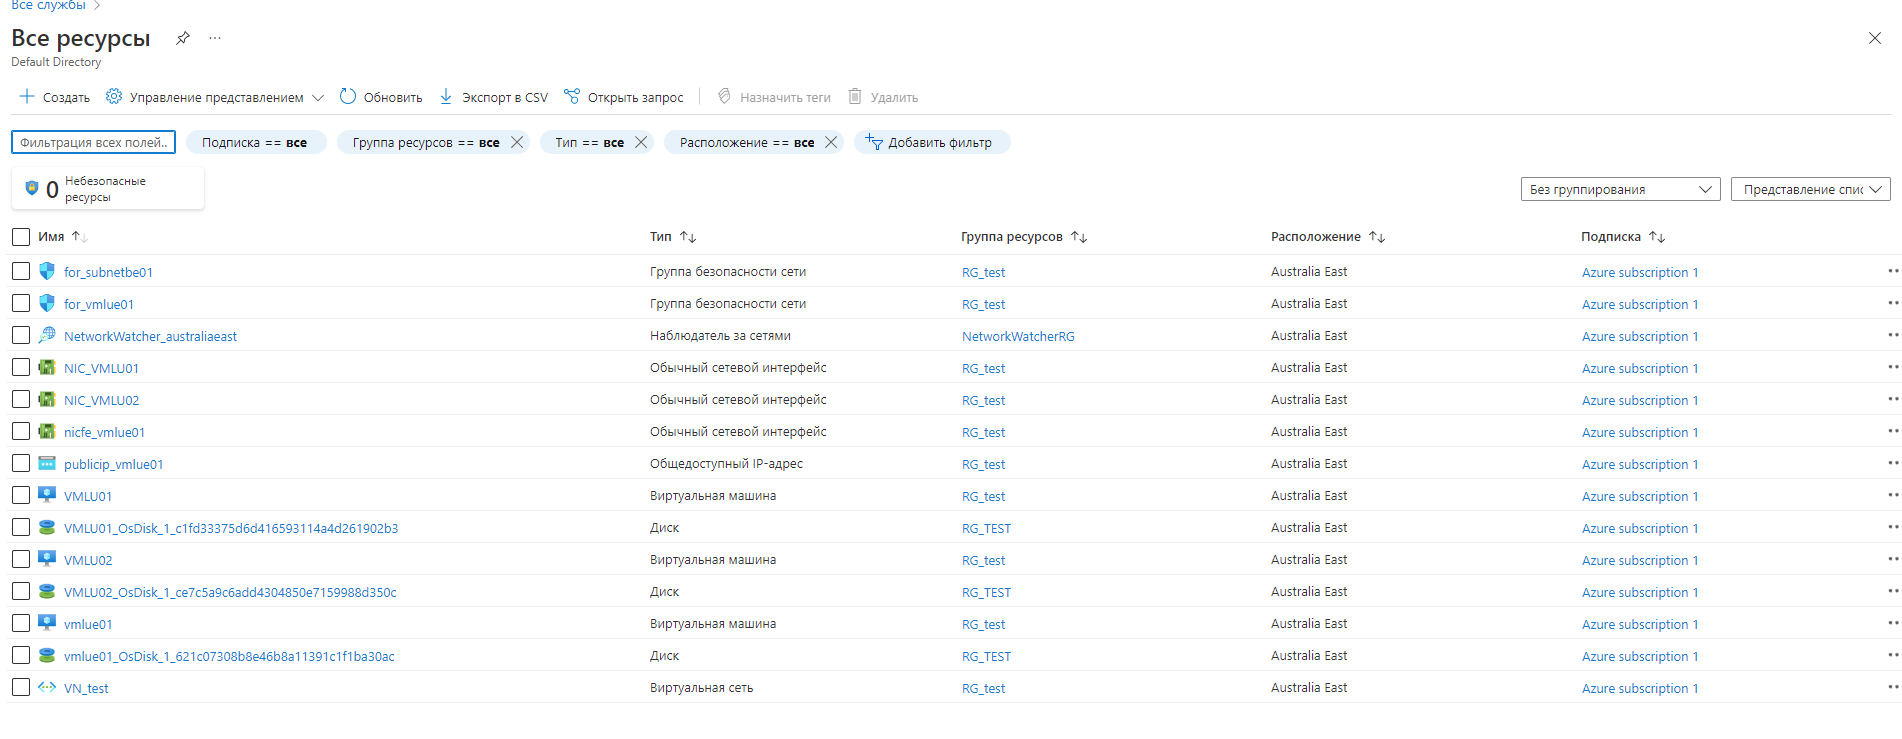 Все службы
Все ресурсы
Default Directory
Создать Управление представлением Обновить Экспорт в CSV Открыть запрос Назначить теги Удалить
Фильтрация всех полей.. Подписка == все Группа ресурсов == все Тип == все Расположение == все Добавить фильтр
0 Небезопасные
ресурсы
Без группирования Представление спис
Имя Тип Группа ресурсов Расположение Подписка
for_subnetbe01 Группа безопасности сети RG_test Australia East Azure subscription 1
for_vmlue01 Группа безопасности сети RG_test Australia East Azure subscription 1
NetworkWatcher_australiaeast Наблюдатель за сетями NetworkWatcherRG Australia East Azure subscription 1
NIC_VMLU01 Обычный сетевой интерфейс RG_test Australia East Azure subscription 1
NIC_VMLU02 Обычный сетевой интерфейс RG_test Australia East Azure subscription 1
nicfe_vmlue01 Обычный сетевой интерфейс RG_test Australia East Azure subscription 1
publicip_vmlue01 Общедоступный IP-адрес RG_test Australia East Azure subscription 1
VMLU01 Виртуальная машина RG_test Australia East Azure subscription 1
VMLU01_OsDisk_1_c1fd33375d6d416593114a4d261902b3 Диск RG_TEST Australia East Azure subscription 1
VMLU02 Виртуальная машина RG_test Australia East Azure subscription 1
VMLU02_OsDisk_1_ce7c5a9c6add4304850e7159988d350c Диск RG_TEST Australia East Azure subscription 1
vmlue01 Виртуальная машина RG_test Australia East Azure subscription 1
vmlue01_OsDisk_1_621c07308b8e46b8a11391c1f1ba30ac Диск RG_TEST Australia East Azure subscription 1
VN_test Виртуальная сеть RG_test Australia East Azure subscription 1